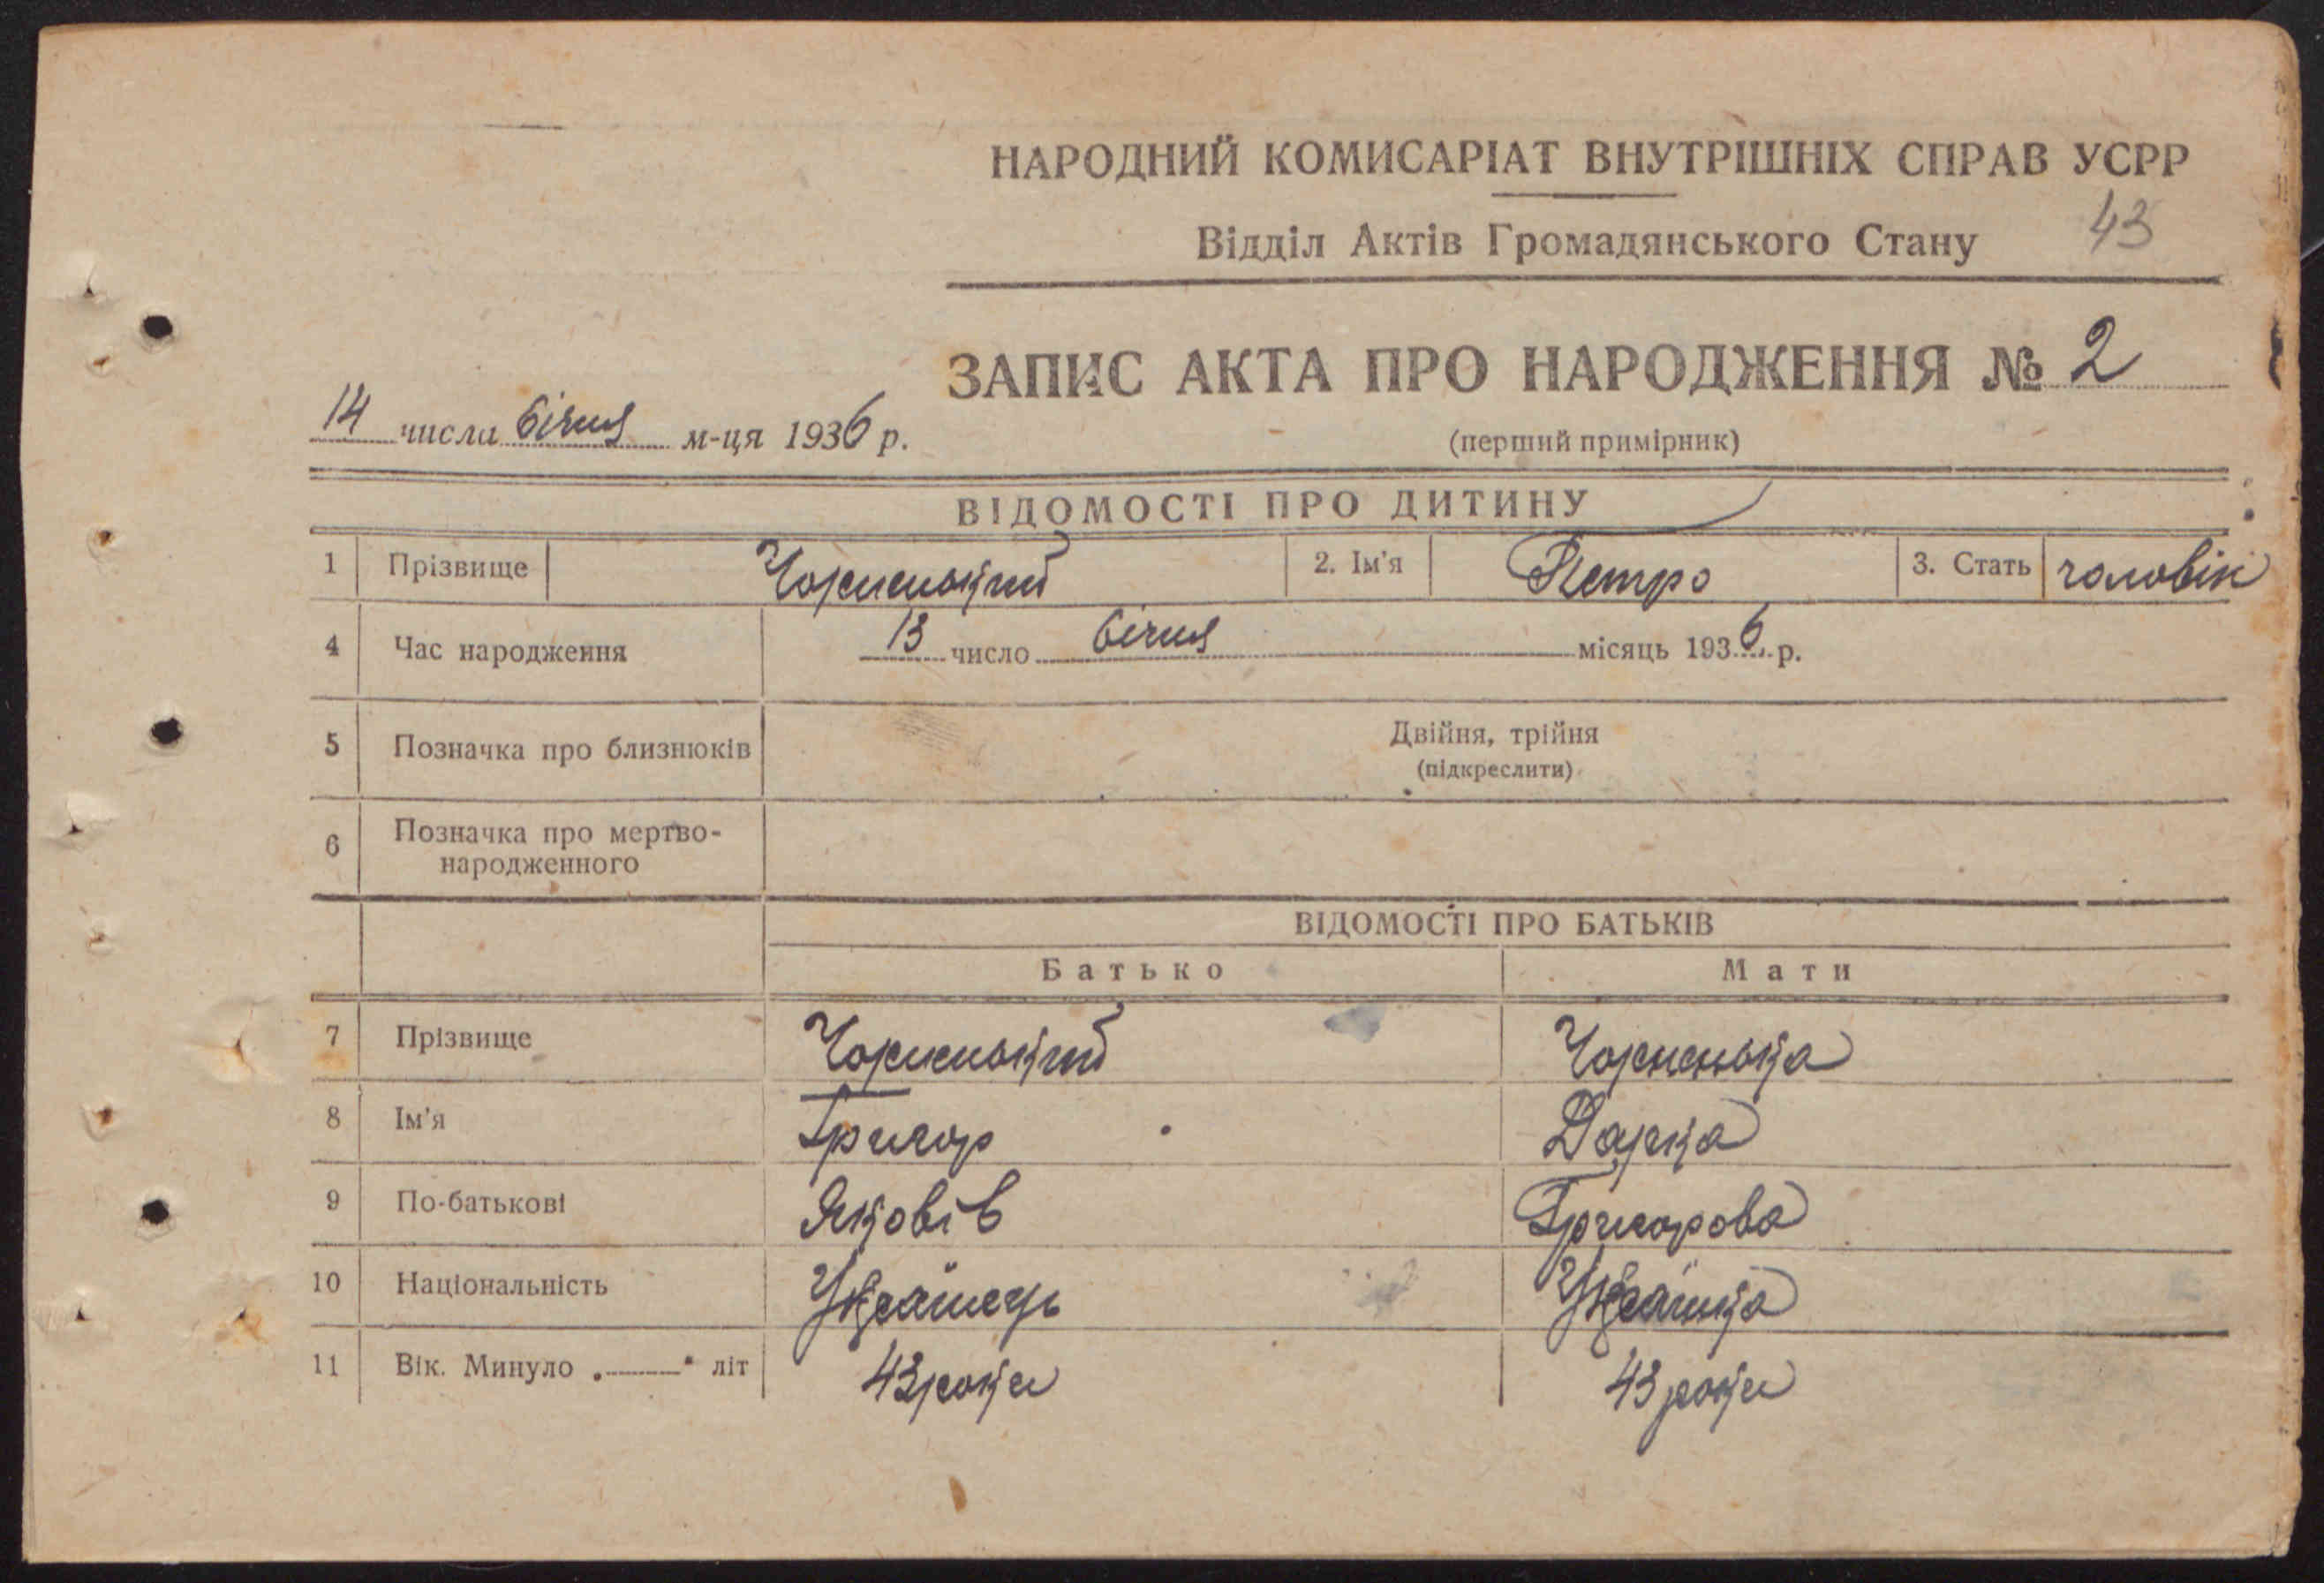 НАРОДНИЙ КОМИСАРІАТ ВНУТРІШНІХ СПРАВ УСРР
Відділ Актів Громадянського Стану 43
ЗАПИС АКТА ПРО НАРОДЖЕННЯ № 2
14 числа січня м-ця 1936 р.
(перший примірник)
ВІДОМОСТІ ПРО ДИТИНУ
1 Прізвище Чорненький 2. Ім'я Петро 3. Стать чоловік
4 Час народження 13 число січня місяць 1936 р.
5 Позначка про близнюків Двійня, трійня
(підкреслити)
6 Позначка про мертво-
народженного
ВІДОМОСТІ ПРО БАТЬКІВ
Батько Мати
7 Прізвище Чорненький Чорненька
8 Ім'я Григор Дарка
9 По-батькові Яковів Григорова
10 Національність Українець Українка
11 Вік. Минуло літ 43 роки 43 роки